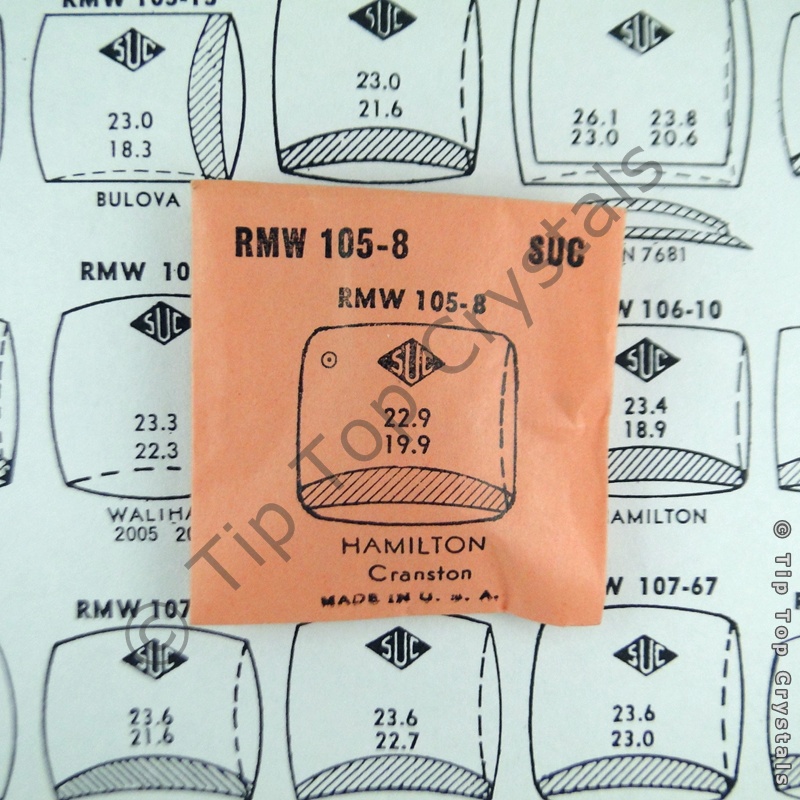 RMW 105-15
SUC
23.0
18.3
BULOVA
SUC
23.0
21.6
SUC
26.1 23.8
23.0 20.6
N 7681
RMW 105-8 SUC
RMW 105-8
SUC
22.9
19.9
HAMILTON
Cranston
MADE IN U. S. A.
RMW 10
SUC
23.3
22.3
2005 20
W 106-10
SUC
23.4
18.9
AMILTON
RMW 107
SUC
23.6
21.6
SUC
23.6
22.7
W 107-67
SUC
23.6
23.0
© Tip Top Crystals
© Tip Top Crystals